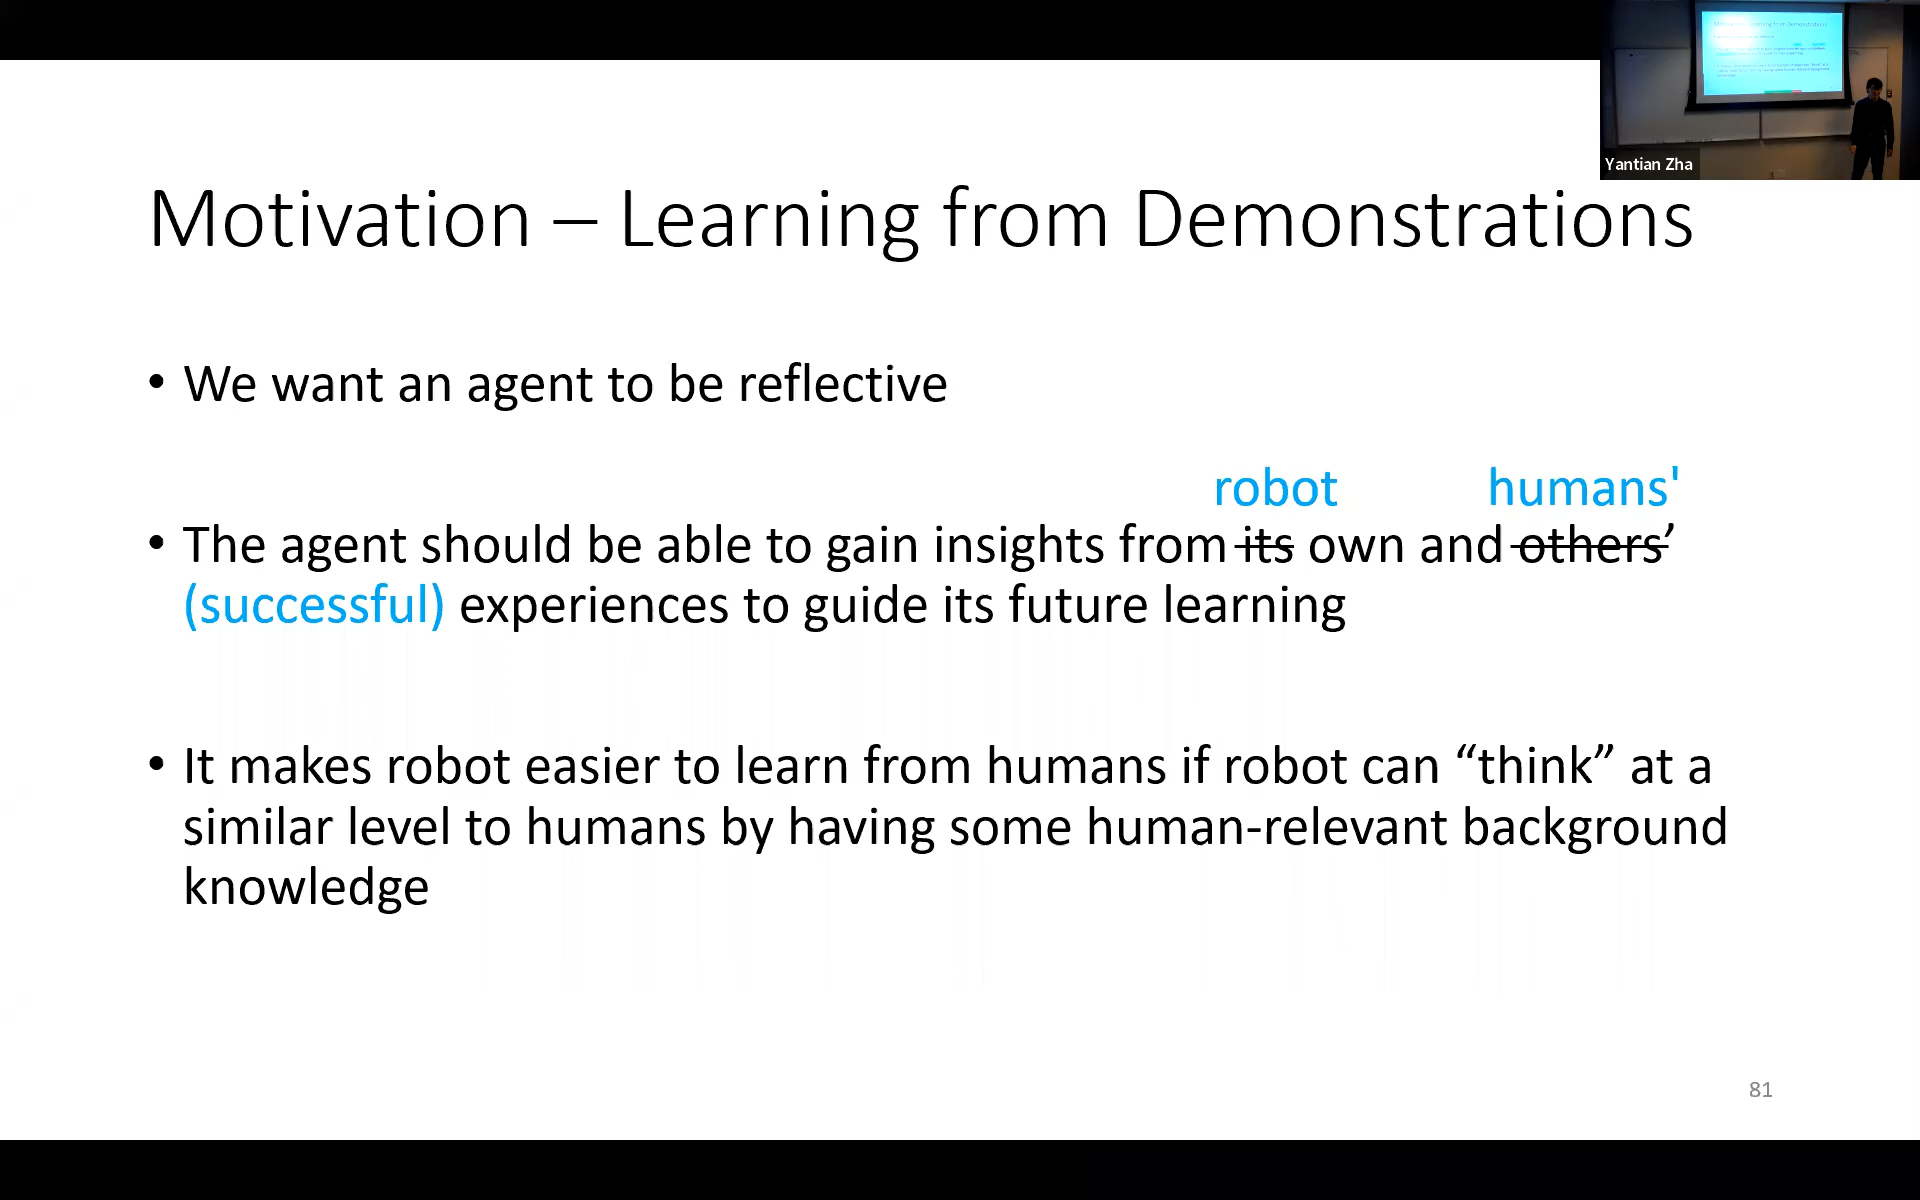 Yantian Zha
Motivation – Learning from Demonstrations
• We want an agent to be reflective
robot humans'
• The agent should be able to gain insights from its own and others’
(successful) experiences to guide its future learning
• It makes robot easier to learn from humans if robot can “think” at a
similar level to humans by having some human-relevant background
knowledge
81